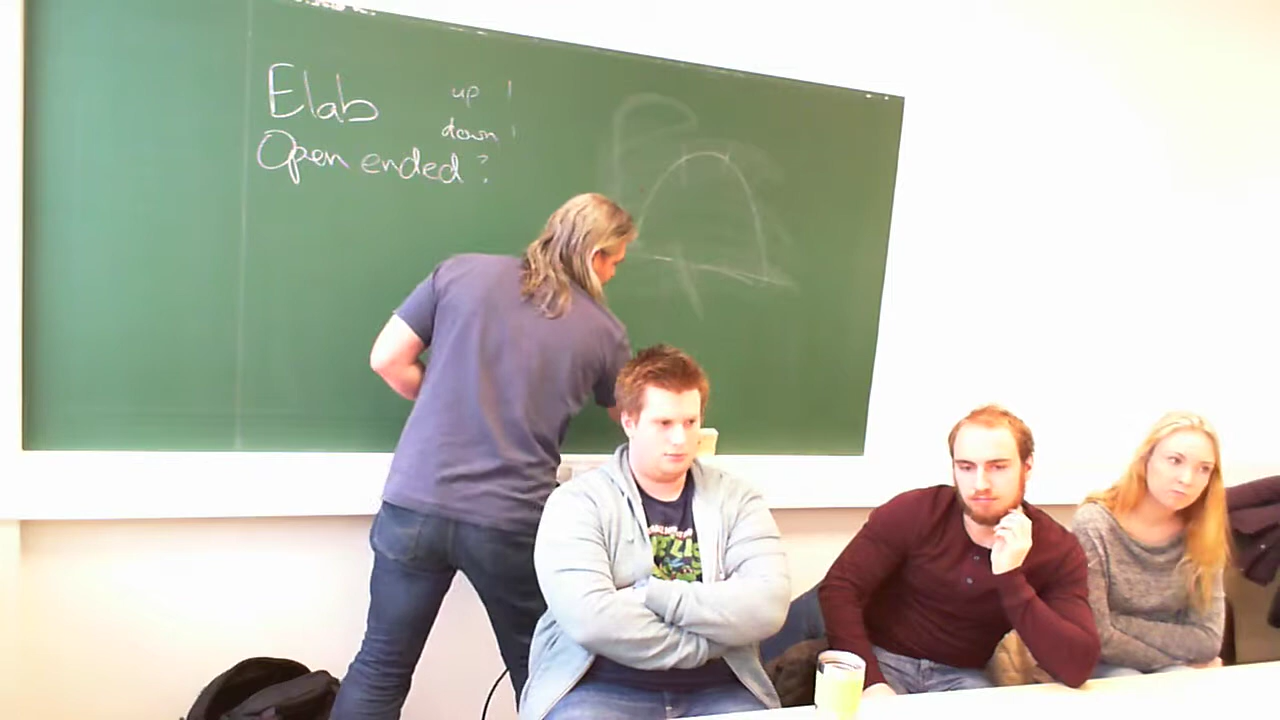 Elab
Open ended ?
up |
down |